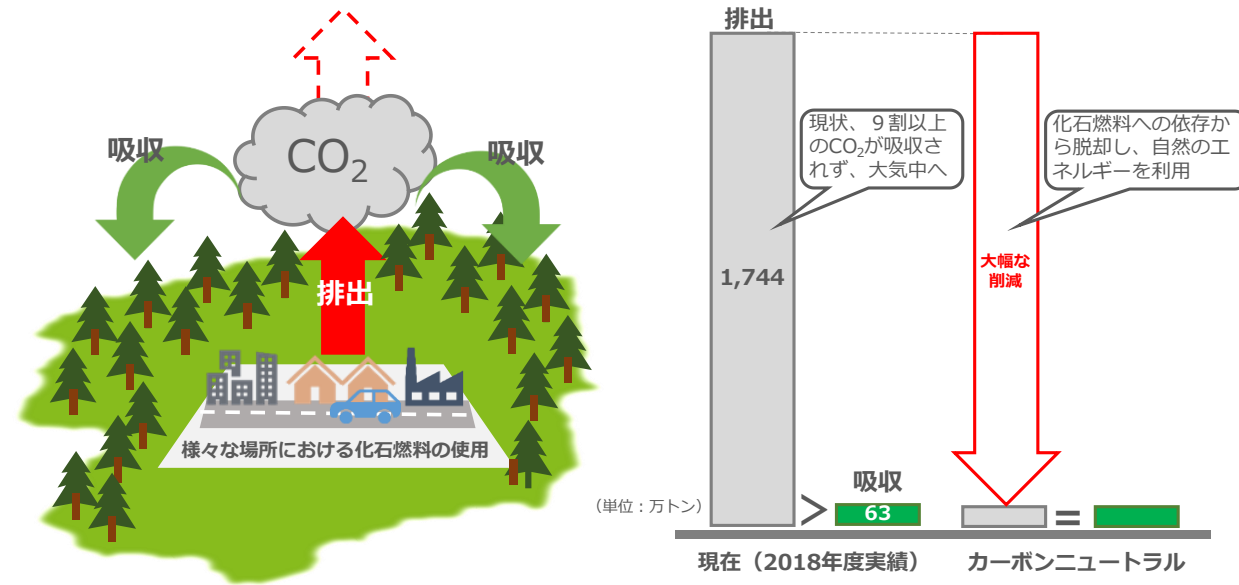 吸収
CO₂
吸収
排出
様々な場所における化石燃料の使用
排出
現状、９割以上
のCO₂が吸収さ
れず、大気中へ
化石燃料への依存か
ら脱却し、自然のエ
ネルギーを利用
1,744
大幅な
削減
（単位：万トン）
>
吸収
63
=
現在（2018年度実績）
カーボンニュートラル